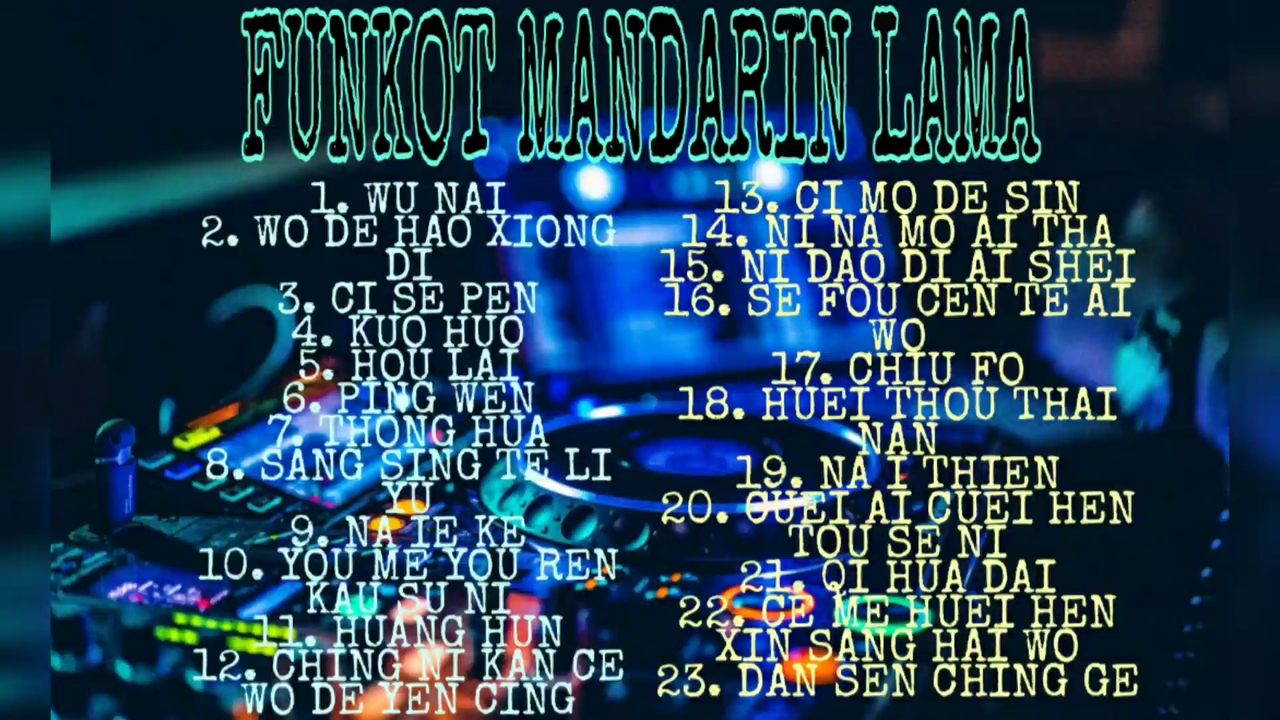 FUNKOT MANDARIN LAMA
1. WU NAI
2. WO DE HAO XIONG
DI
3. CI SE PEN
4. KUO HUO
5. HOU LAI
6. PING WEN
7. THONG HUA
8. SANG SING TE LI
YU
9. NA IE KE
10. YOU ME YOU REN
KAU SU NI
11. HUANG HUN
12. CHING NI KAN CE
WO DE YEN CING
13. CI MO DE SIN
14. NI NA MO AI THA
15. NI DAO DI AI SHEI
16. SE FOU CEN TE AI
WO
17. CHIU FO
18. HUEI THOU THAI
NAN
19. NA I THIEN
20. CUEI AI CUEI HEN
TOU SE NI
21. QI HUA DAI
22. CE ME HUEI HEN
XIN SANG HAI WO
23. DAN SEN CHING GE